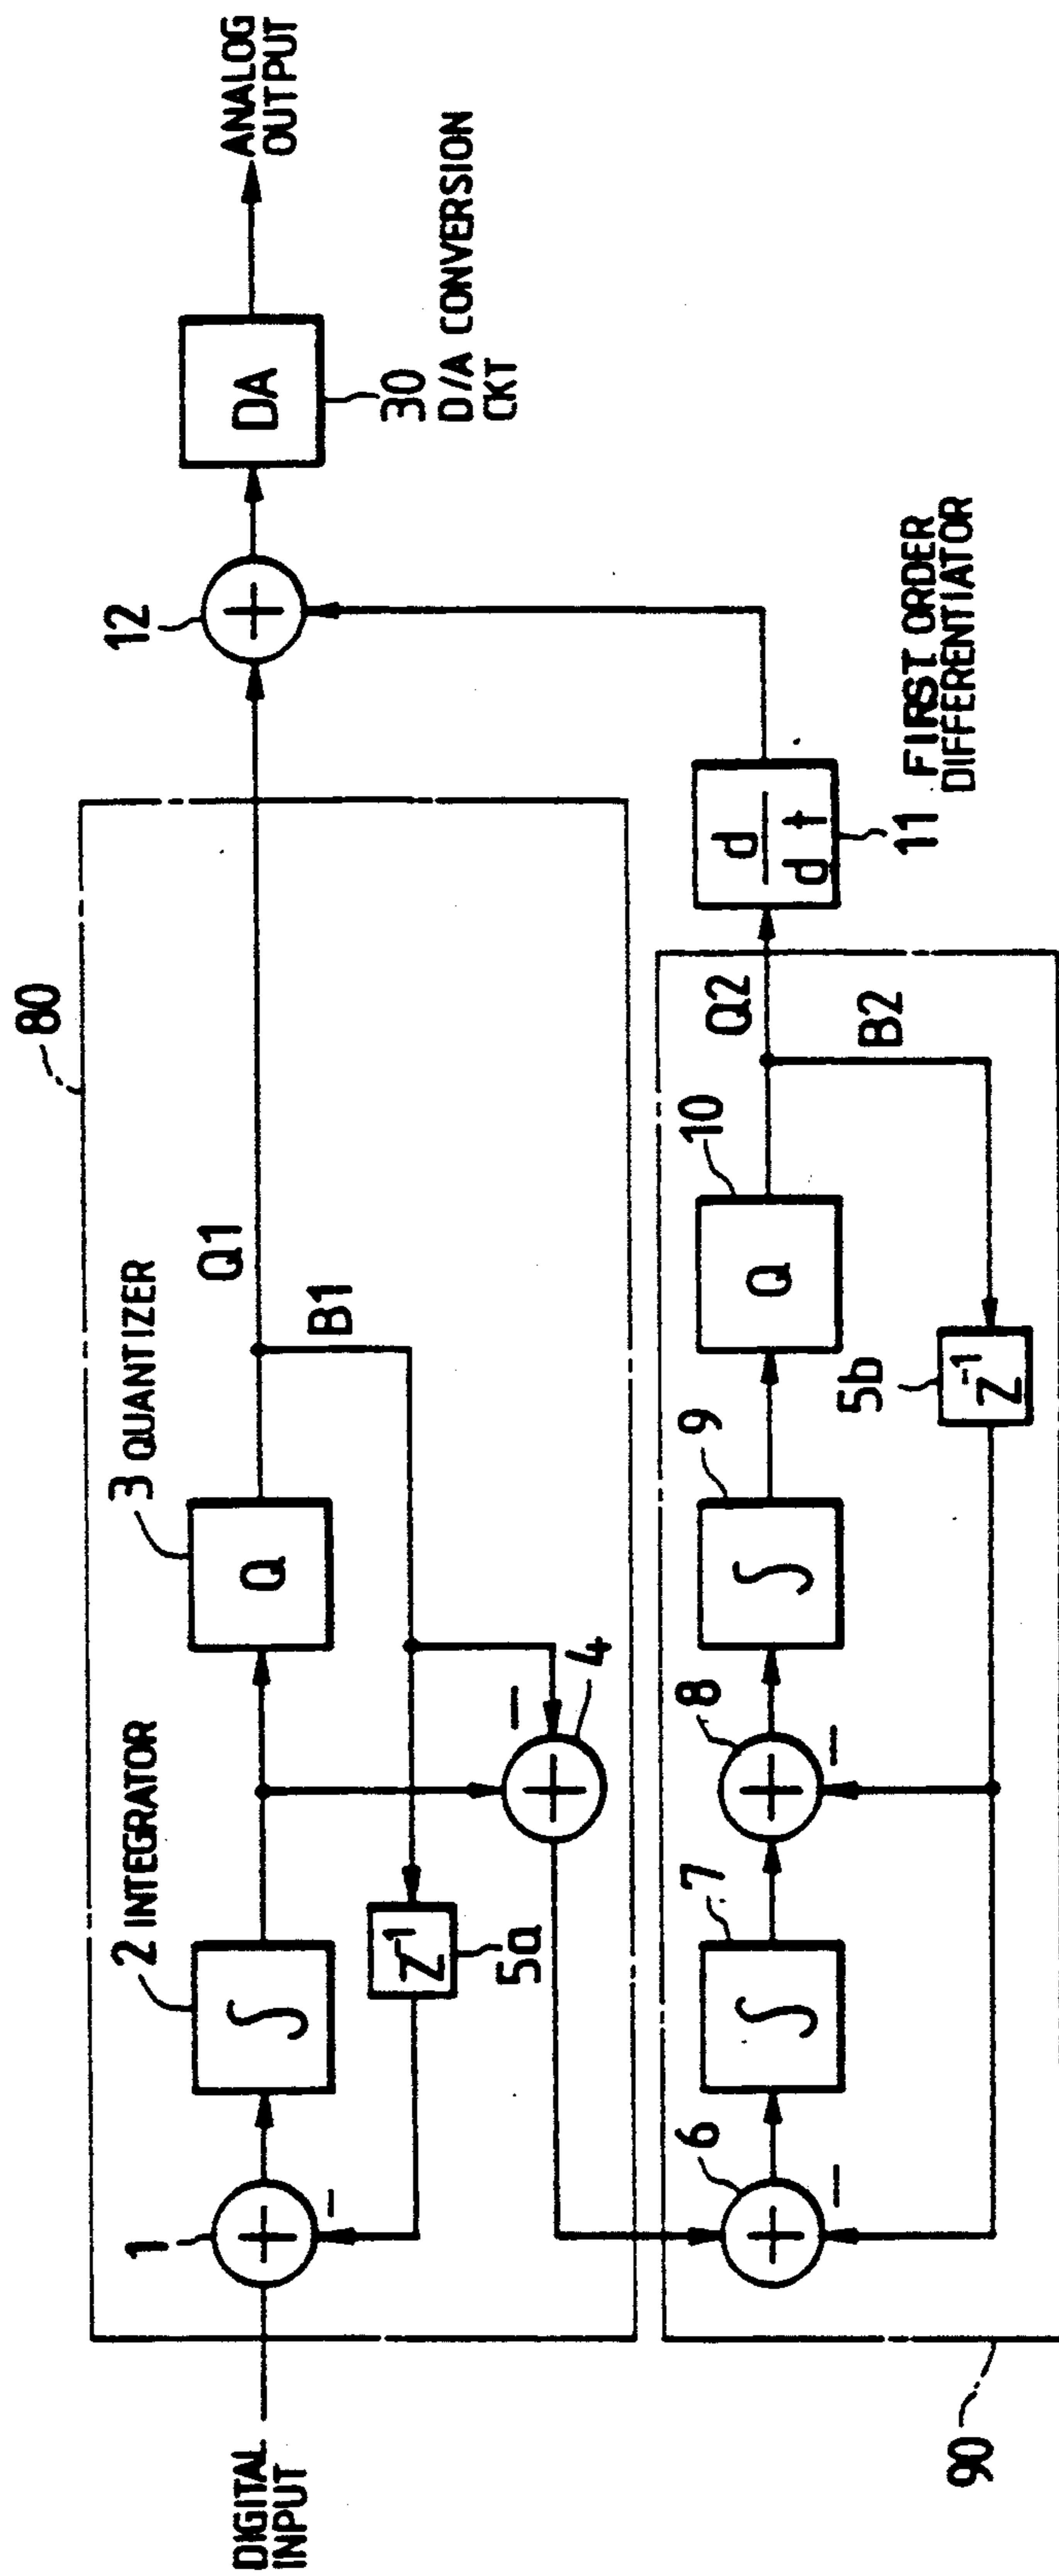 80
DIGITAL
INPUT
1
+
−
2 INTEGRATOR
∫
3 QUANTIZER
Q
Q1
B1
Z⁻¹
5a
−
+
4
12
+
DA
30
D/A CONVERSION
CKT
ANALOG
OUTPUT
90
6
+
−
7
∫
8
+
−
9
∫
10
Q
Q2
B2
5b
Z⁻¹
d
d t
11 FIRST ORDER
DIFFERENTIATOR